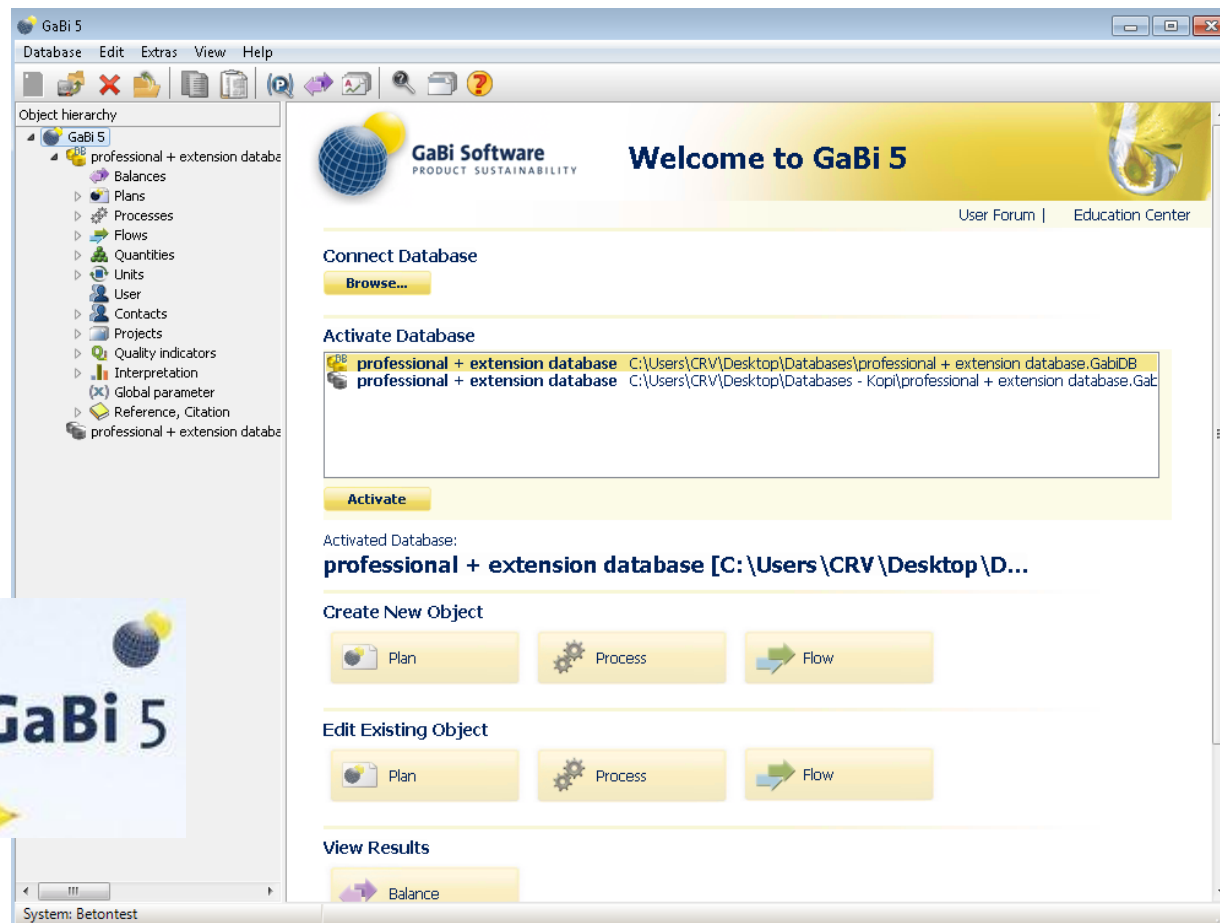 GaBi 5
Database Edit Extras View Help
Object hierarchy
GaBi 5
professional + extension databa
Balances
Plans
Processes
Flows
Quantities
Units
User
Contacts
Projects
Quality indicators
Interpretation
Global parameter
Reference, Citation
professional + extension databa
GaBi Software
PRODUCT SUSTAINABILITY
Welcome to GaBi 5
User Forum | Education Center
Connect Database
Browse...
Activate Database
professional + extension database C:\Users\CRV\Desktop\Databases\professional + extension database.GabiDB
professional + extension database C:\Users\CRV\Desktop\Databases - Kopi\professional + extension database.Gab
Activate
Activated Database:
professional + extension database [C:\Users\CRV\Desktop\D...
Create New Object
Plan Process Flow
Edit Existing Object
Plan Process Flow
View Results
Balance
GaBi 5
System: Betontest